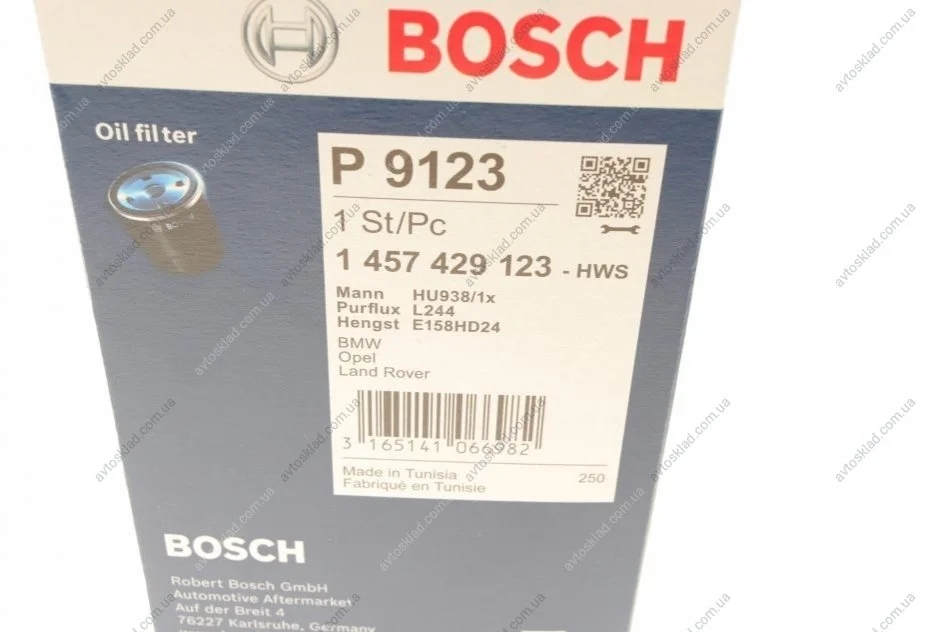 BOSCH
Oil filter
BOSCH
P 9123
1 St/Pc
1 457 429 123 - HWS
Mann HU938/1x
Purflux L244
Hengst E158HD24
BMW
Opel
Land Rover
3 165141 066982
Made in Tunisia 250
Fabriqué en Tunisie
BOSCH
Robert Bosch GmbH
Automotive Aftermarket
Auf der Breit 4
76227 Karlsruhe, Germany
avtosklad.com.ua